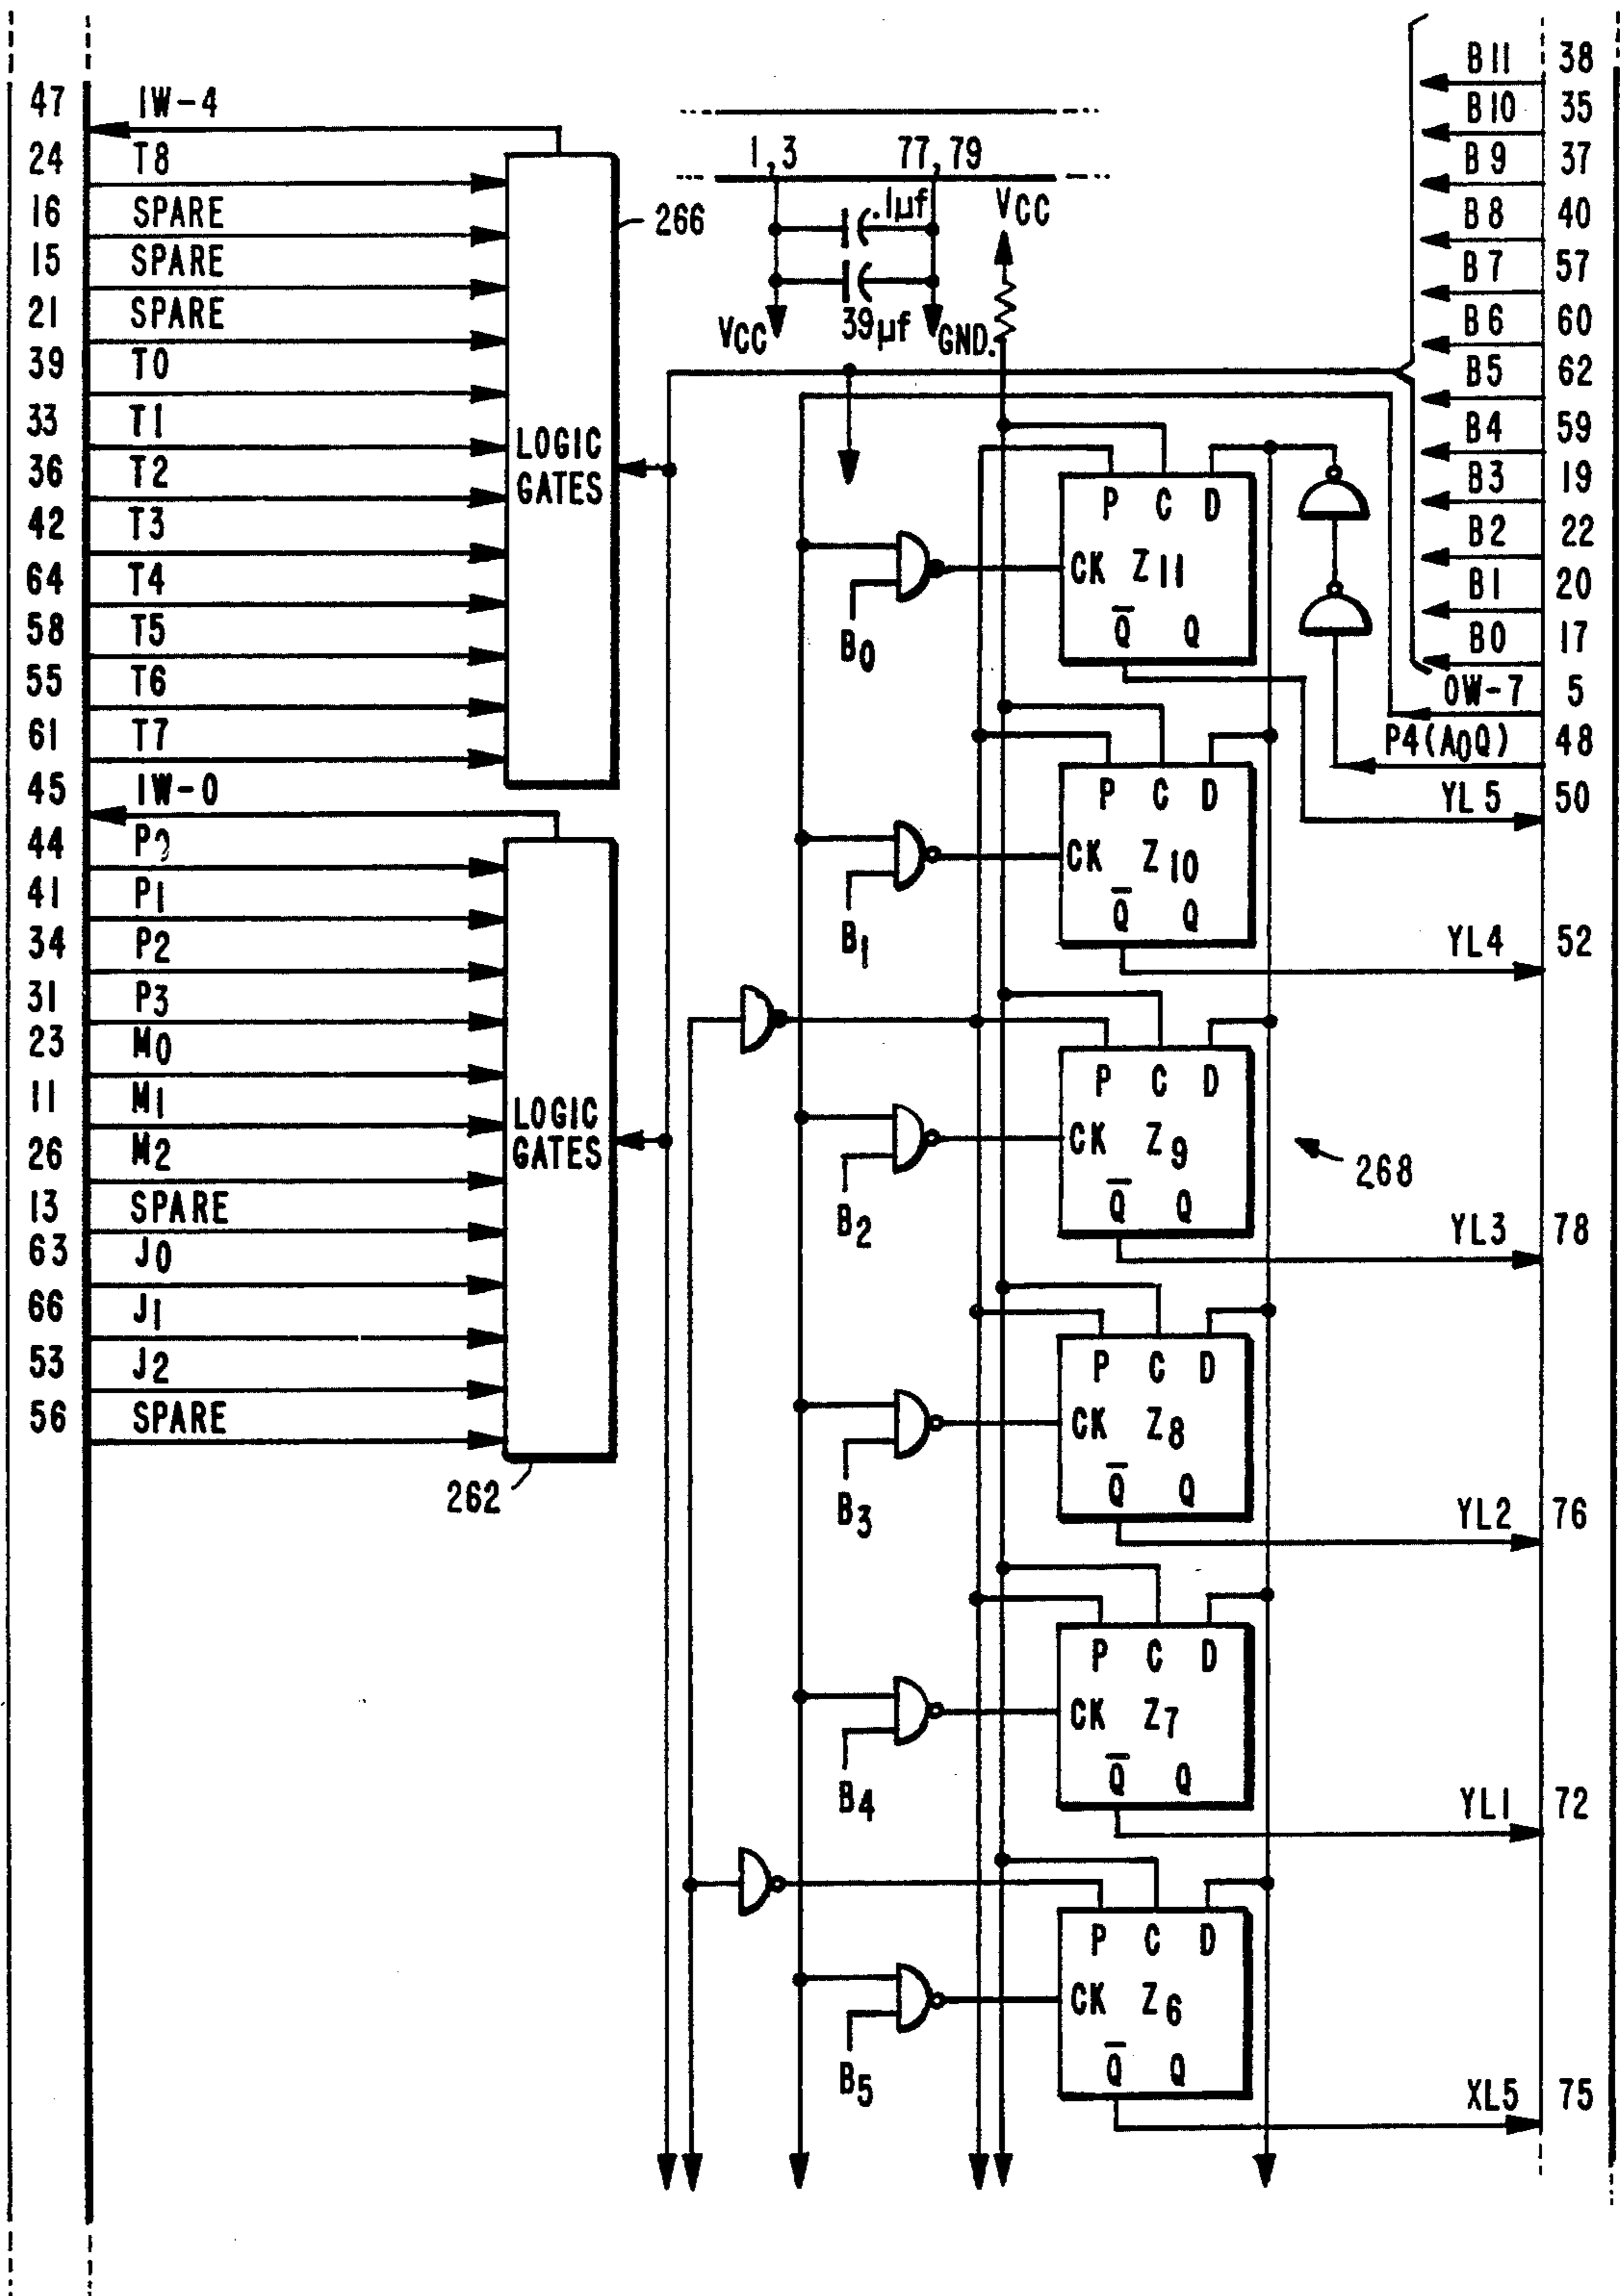 47 IW-4
24 T8
16 SPARE
15 SPARE
21 SPARE
39 T0
33 T1
36 T2
42 T3
64 T4
58 T5
55 T6
61 T7
45 IW-0
44
41 P1
34 P2
31 P3
23 M0
11 M1
26 M2
13 SPARE
63 J0
66 J1
53 J2
56 SPARE
LOGIC
GATES
266
LOGIC
GATES
262
1,3 77,79
.1µf
39µf
VCC
GND.
VCC
B11 38
B10 35
B9 37
B8 40
B7 57
B6 60
B5 62
B4 59
B3 19
B2 22
B1 20
B0 17
OW-7 5
P4(A0Q) 48
YL5 50
P C D
CK Z11
Q̅ Q
B0
P C D
CK Z10
Q̅ Q
B1
YL4 52
P C D
CK Z9
Q̅ Q
B2
268
YL3 78
P C D
CK Z8
Q̅ Q
B3
YL2 76
P C D
CK Z7
Q̅ Q
B4
YL1 72
P C D
CK Z6
Q̅ Q
B5
XL5 75